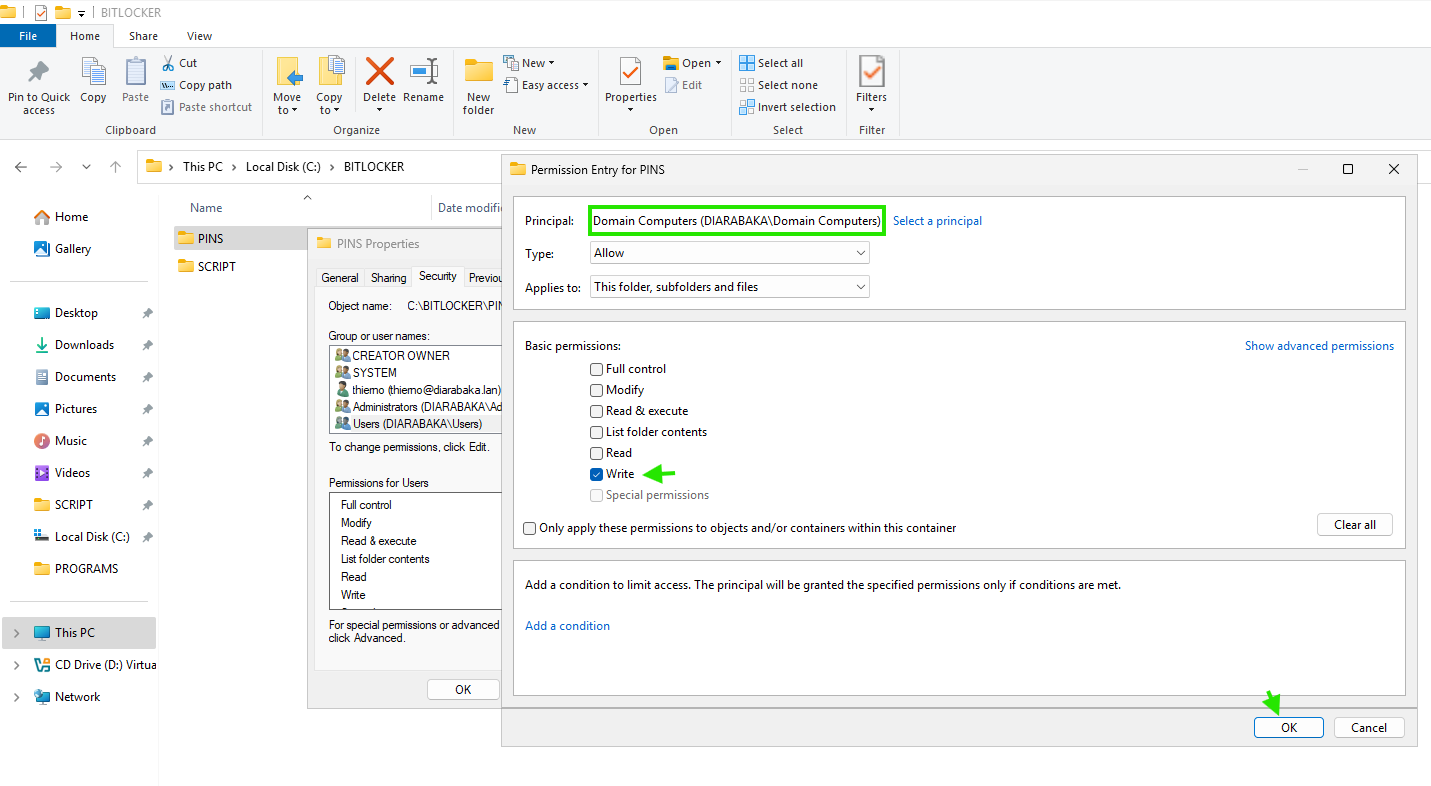 BITLOCKER
File Home Share View
Pin to Quick access
Copy
Paste
Cut
Copy path
Paste shortcut
Clipboard
Move to
Copy to
Delete
Rename
Organize
New folder
New
Easy access
New
Properties
Open
Edit
Open
Select all
Select none
Invert selection
Select
Filters
Filter
This PC Local Disk (C:) BITLOCKER
Home
Gallery
Desktop
Downloads
Documents
Pictures
Music
Videos
SCRIPT
Local Disk (C:)
PROGRAMS
This PC
CD Drive (D:) Virtua
Network
Name Date modifi
PINS
SCRIPT
PINS Properties
General Sharing Security Previou
Object name: C:\BITLOCKER\PIN
Group or user names:
CREATOR OWNER
SYSTEM
thierno (thierno@diarabaka.lan)
Administrators (DIARABAKA\Ad
Users (DIARABAKA\Users)
To change permissions, click Edit.
Permissions for Users
Full control
Modify
Read & execute
List folder contents
Read
Write
For special permissions or advanced
click Advanced.
OK
Permission Entry for PINS
Principal: Domain Computers (DIARABAKA\Domain Computers) Select a principal
Type: Allow
Applies to: This folder, subfolders and files
Basic permissions: Show advanced permissions
Full control
Modify
Read & execute
List folder contents
Read
Write
Special permissions
Only apply these permissions to objects and/or containers within this container
Clear all
Add a condition to limit access. The principal will be granted the specified permissions only if conditions are met.
Add a condition
OK Cancel